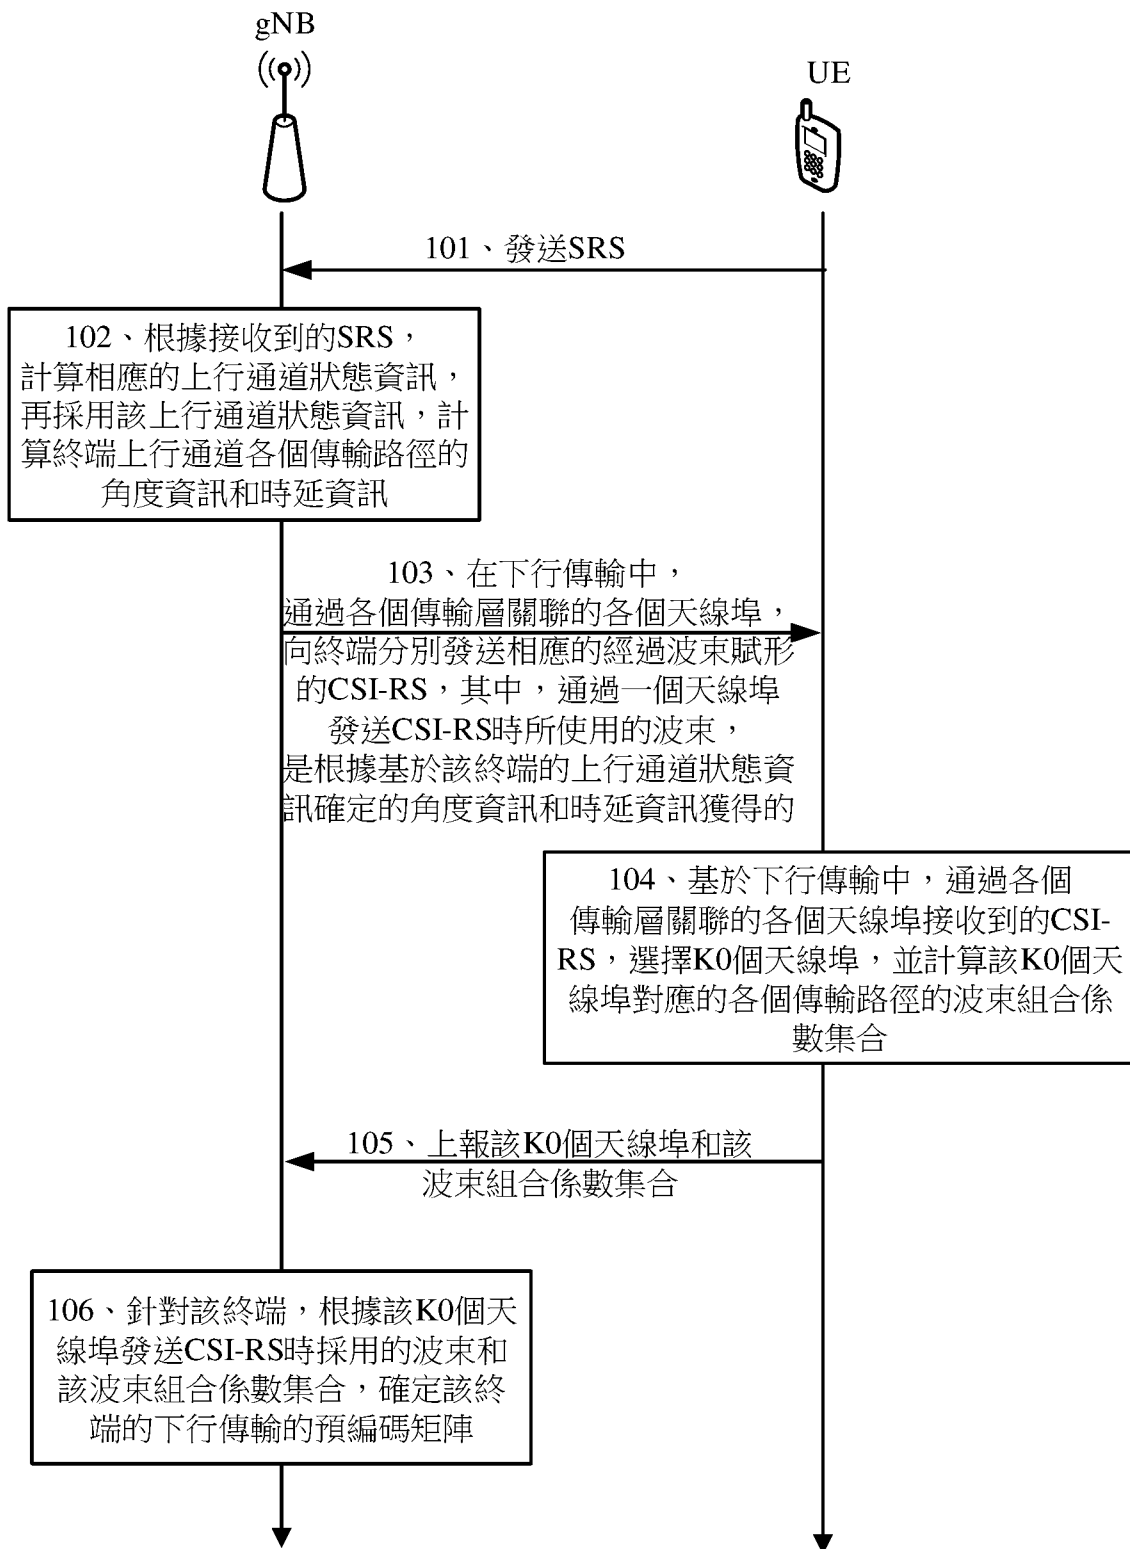 gNB
UE
101、發送SRS
102、根據接收到的SRS，
計算相應的上行通道狀態資訊，
再採用該上行通道狀態資訊，計
算終端上行通道各個傳輸路徑的
角度資訊和時延資訊
103、在下行傳輸中，
通過各個傳輸層關聯的各個天線埠，
向終端分別發送相應的經過波束賦形
的CSI-RS，其中，通過一個天線埠
發送CSI-RS時所使用的波束，
是根據基於該終端的上行通道狀態資
訊確定的角度資訊和時延資訊獲得的
104、基於下行傳輸中，通過各個
傳輸層關聯的各個天線埠接收到的CSI-
RS，選擇K0個天線埠，並計算該K0個天
線埠對應的各個傳輸路徑的波束組合係
數集合
105、上報該K0個天線埠和該
波束組合係數集合
106、針對該終端，根據該K0個天
線埠發送CSI-RS時採用的波束和
該波束組合係數集合，確定該終
端的下行傳輸的預編碼矩陣